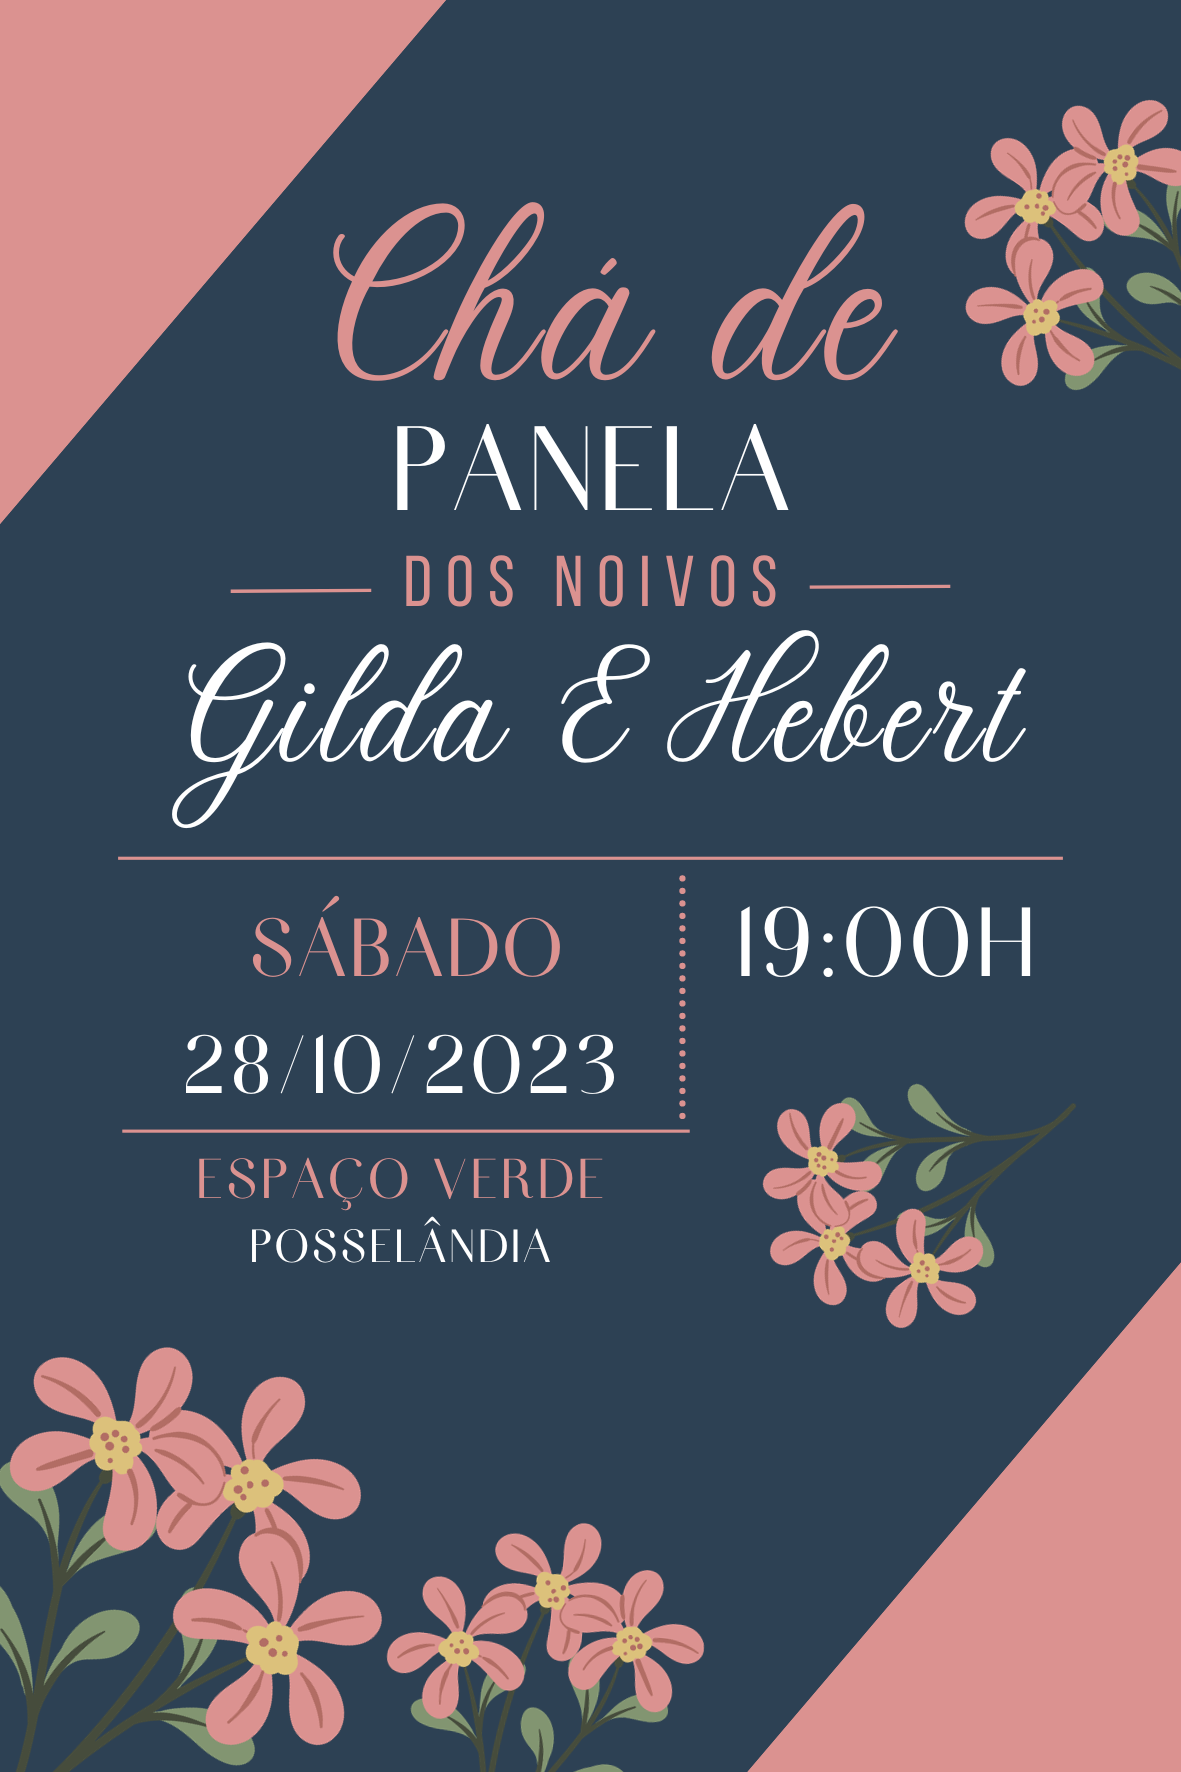 Chá de
PANELA
DOS NOIVOS
Gilda E Hebert
SÁBADO
19:00H
28/10/2023
ESPAÇO VERDE
POSSELÂNDIA